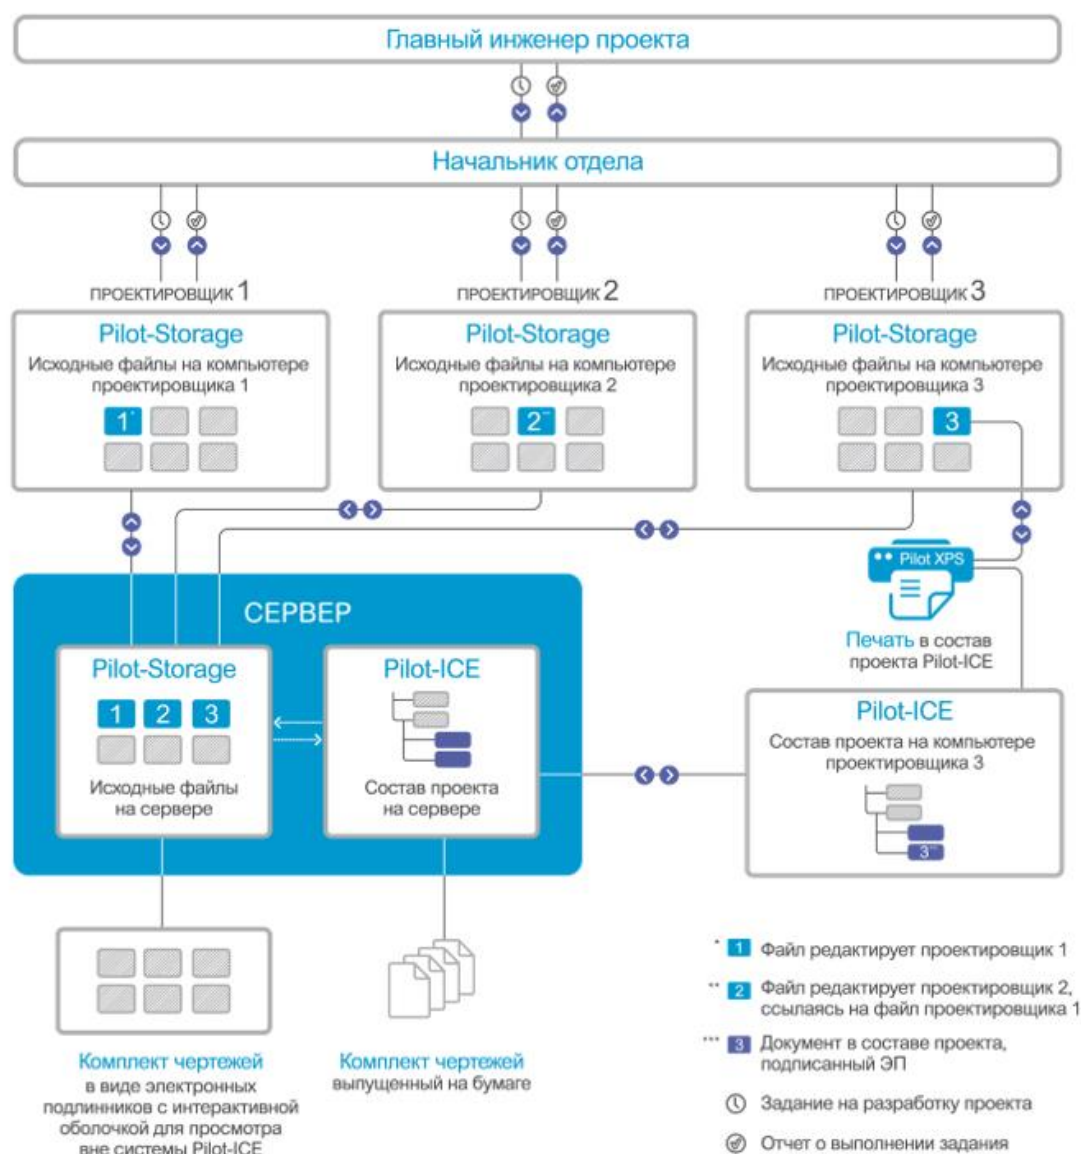 Главный инженер проекта
Начальник отдела
ПРОЕКТИРОВЩИК 1
ПРОЕКТИРОВЩИК 2
ПРОЕКТИРОВЩИК 3
Pilot-Storage
Исходные файлы на компьютере
проектировщика 1
1*
Pilot-Storage
Исходные файлы на компьютере
проектировщика 2
2**
Pilot-Storage
Исходные файлы на компьютере
проектировщика 3
3
Pilot XPS
Печать в состав
проекта Pilot-ICE
СЕРВЕР
Pilot-Storage
1 2 3
Исходные файлы
на сервере
Pilot-ICE
Состав проекта
на сервере
Pilot-ICE
Состав проекта на компьютере
проектировщика 3
3***
Комплект чертежей
в виде электронных
подлинников с интерактивной
оболочкой для просмотра
вне системы Pilot-ICE
Комплект чертежей
выпущенный на бумаге
* 1 Файл редактирует проектировщик 1
** 2 Файл редактирует проектировщик 2,
ссылаясь на файл проектировщика 1
*** 3 Документ в составе проекта,
подписанный ЭП
Задание на разработку проекта
Отчет о выполнении задания